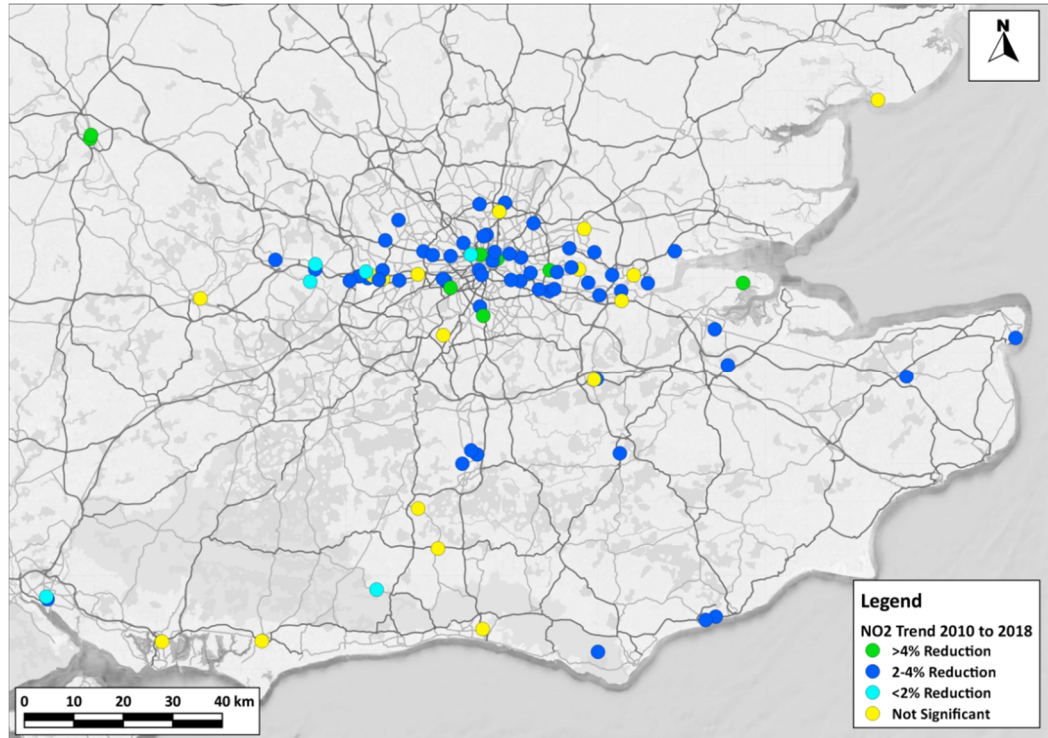 N
Legend
NO2 Trend 2010 to 2018
>4% Reduction
2-4% Reduction
<2% Reduction
Not Significant
0 10 20 30 40 km